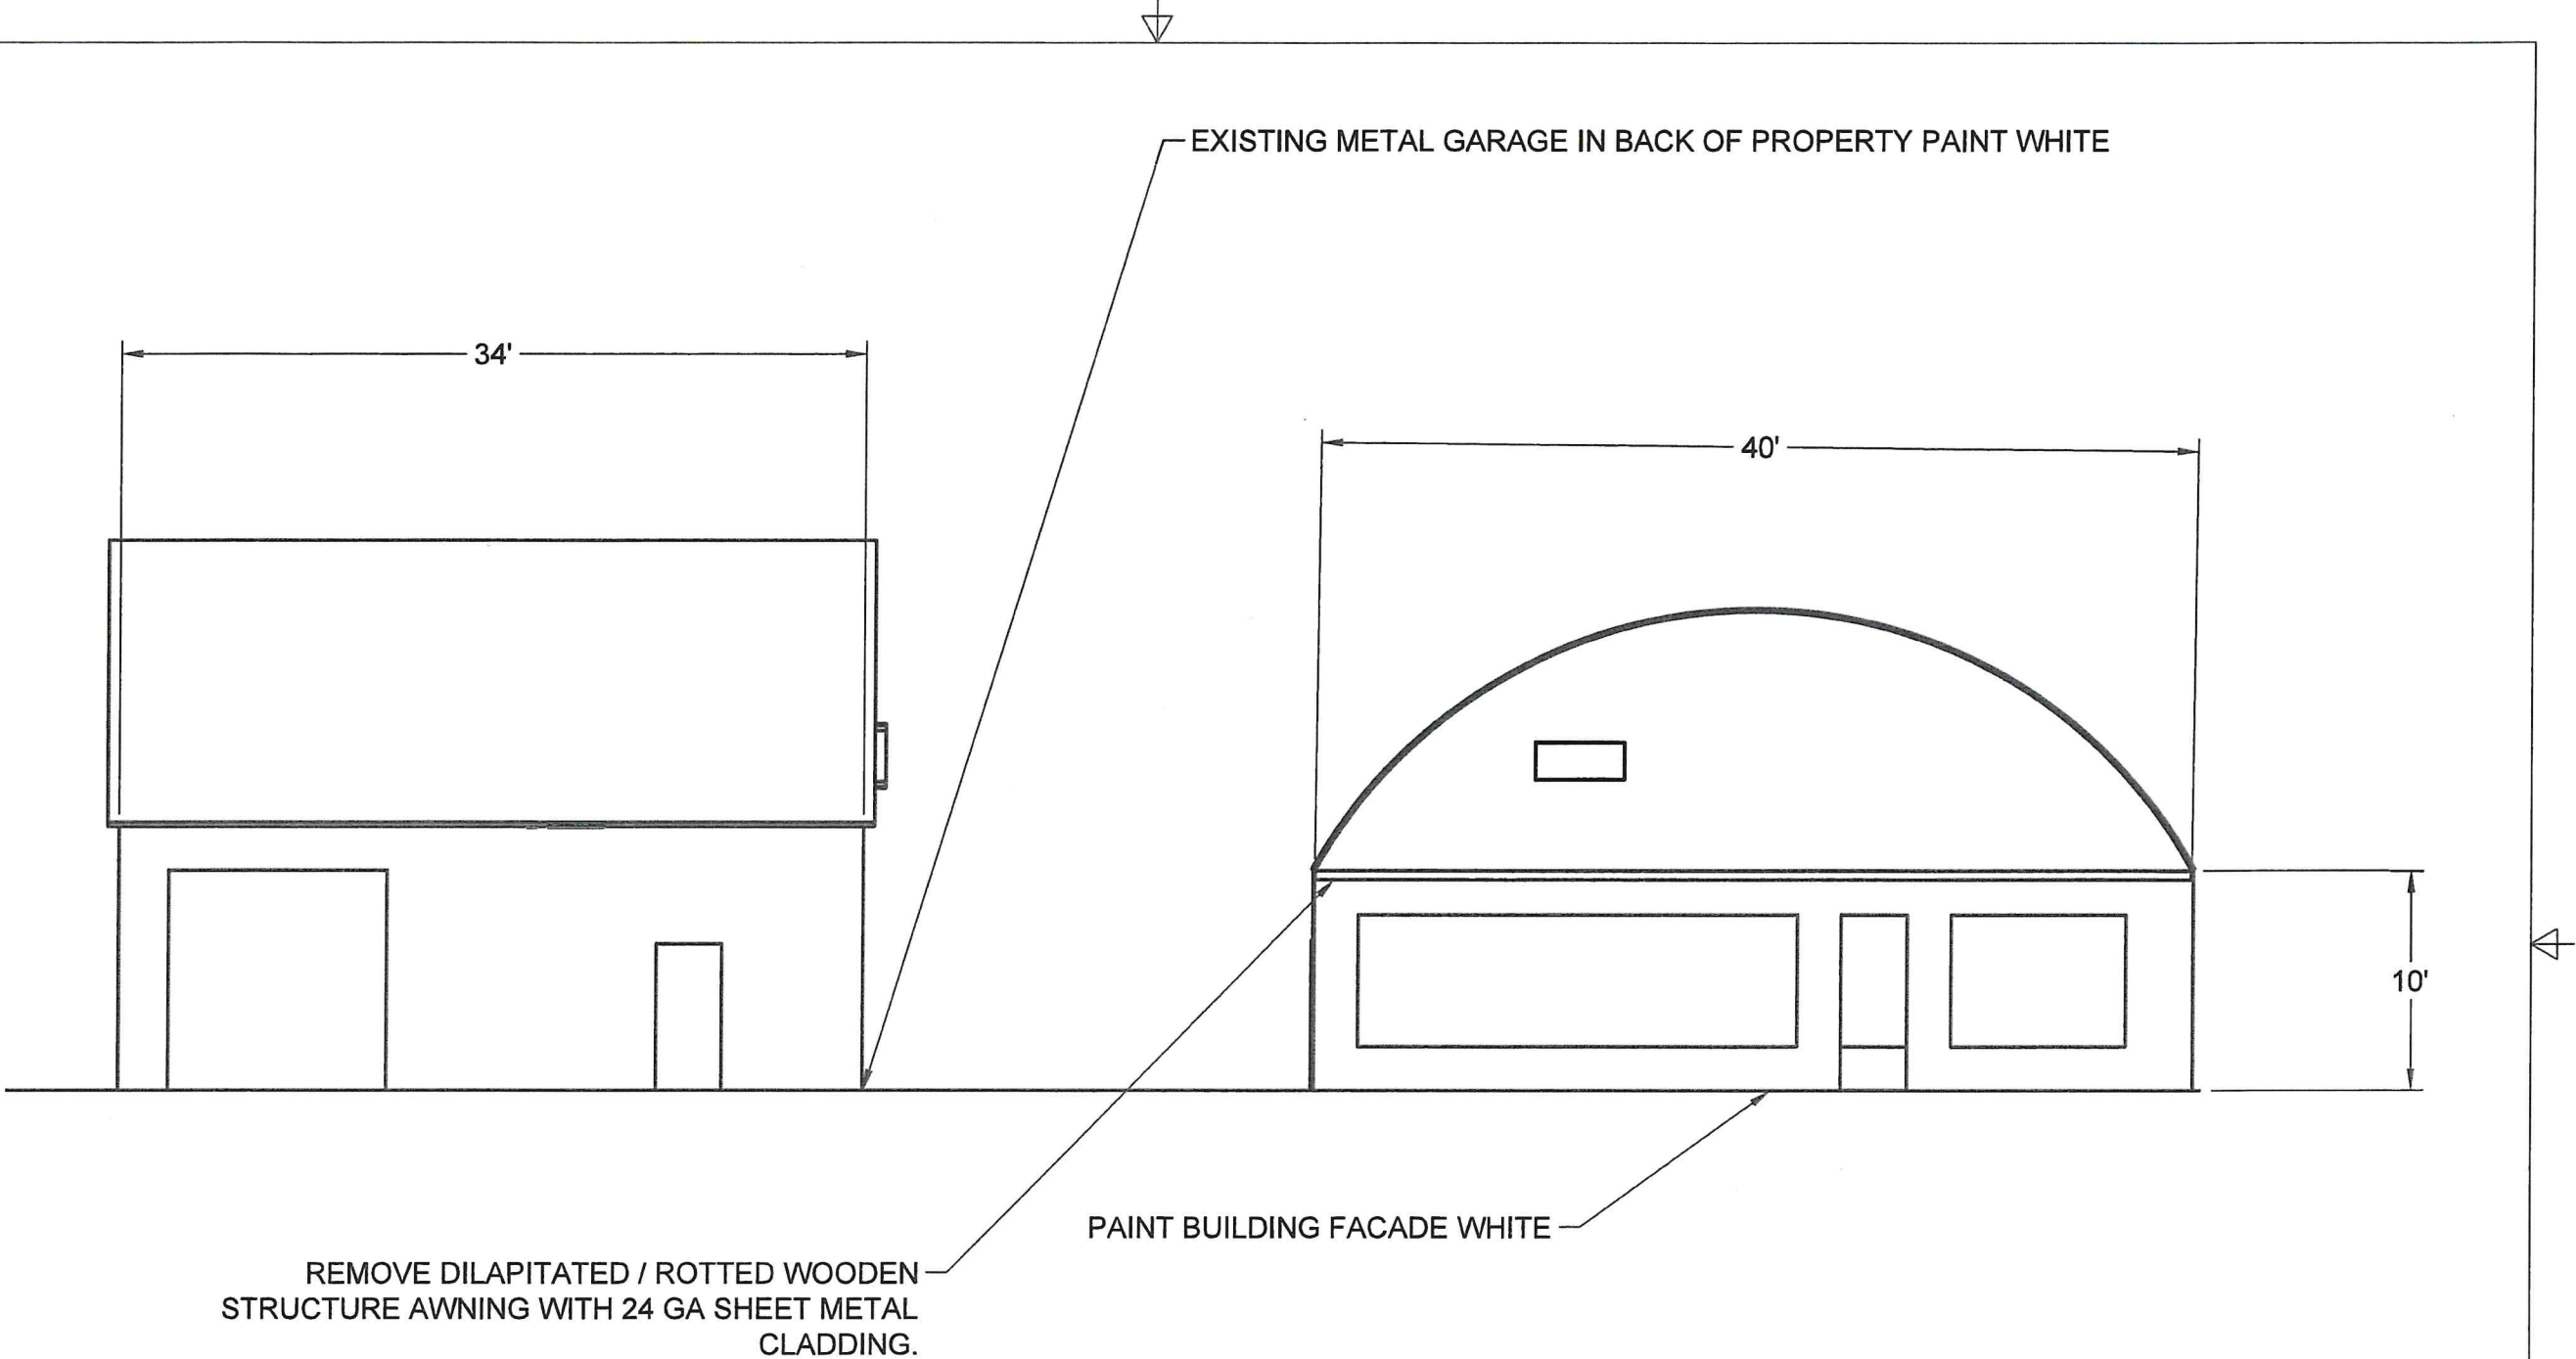 EXISTING METAL GARAGE IN BACK OF PROPERTY PAINT WHITE
34'
40'
10'
PAINT BUILDING FACADE WHITE
REMOVE DILAPITATED / ROTTED WOODEN
STRUCTURE AWNING WITH 24 GA SHEET METAL
CLADDING.